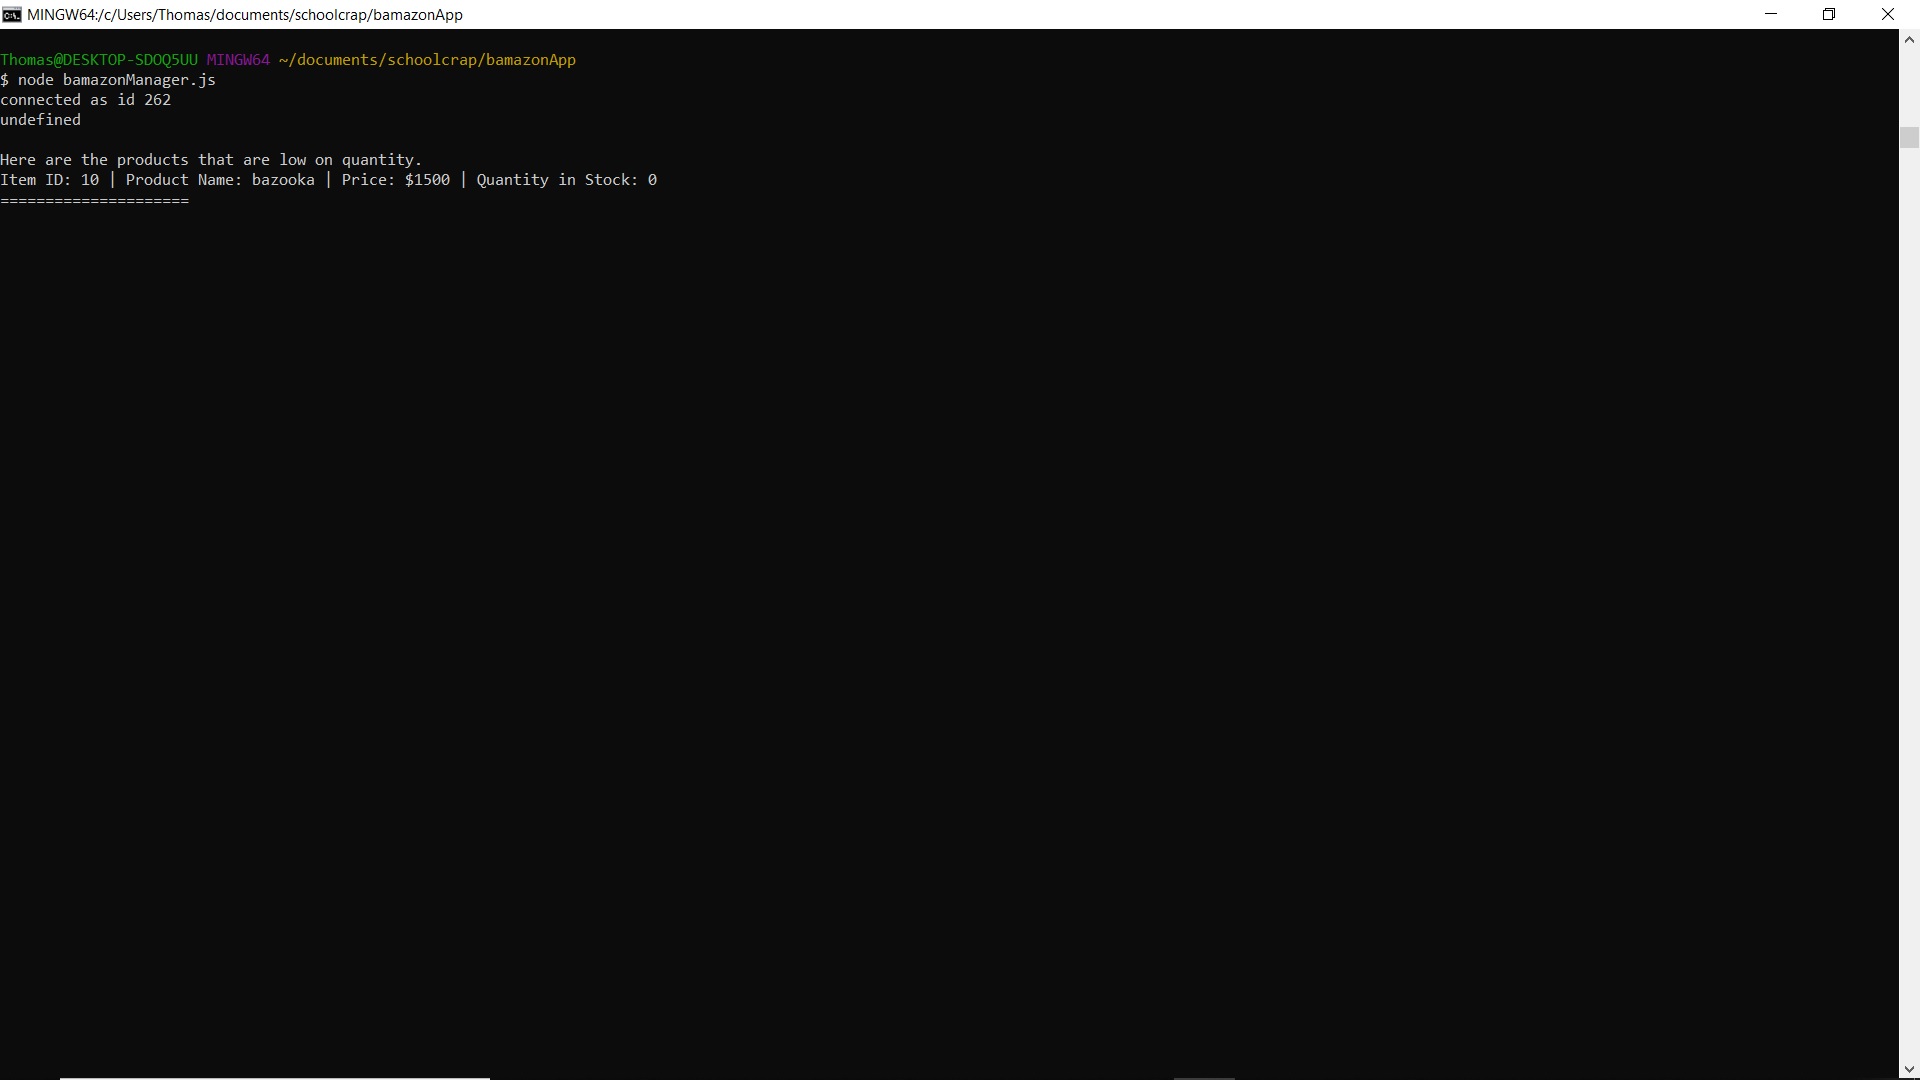 MINGW64:/c/Users/Thomas/documents/schoolcrap/bamazonApp
Thomas@DESKTOP-SDOQ5UU MINGW64 ~/documents/schoolcrap/bamazonApp
$ node bamazonManager.js
connected as id 262
undefined
Here are the products that are low on quantity.
Item ID: 10 | Product Name: bazooka | Price: $1500 | Quantity in Stock: 0
=====================